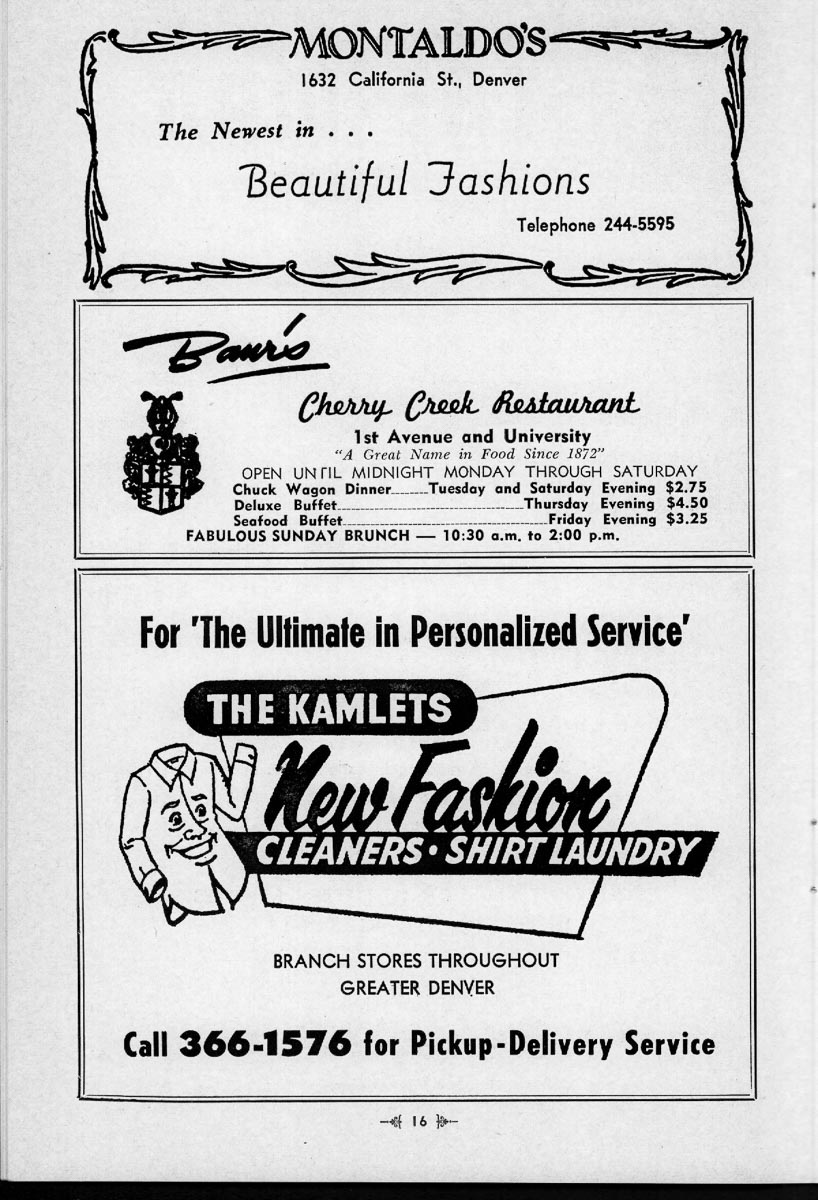 MONTALDO'S
1632 California St., Denver
The Newest in . . .
Beautiful Fashions
Telephone 244-5595
Baur's
Cherry Creek Restaurant
1st Avenue and University
"A Great Name in Food Since 1872"
OPEN UNTIL MIDNIGHT MONDAY THROUGH SATURDAY
Chuck Wagon Dinner........Tuesday and Saturday Evening $2.75
Deluxe Buffet........Thursday Evening $4.50
Seafood Buffet........Friday Evening $3.25
FABULOUS SUNDAY BRUNCH — 10:30 a.m. to 2:00 p.m.
For 'The Ultimate in Personalized Service'
THE KAMLETS
New Fashion
CLEANERS • SHIRT LAUNDRY
BRANCH STORES THROUGHOUT
GREATER DENVER
Call 366-1576 for Pickup-Delivery Service
16